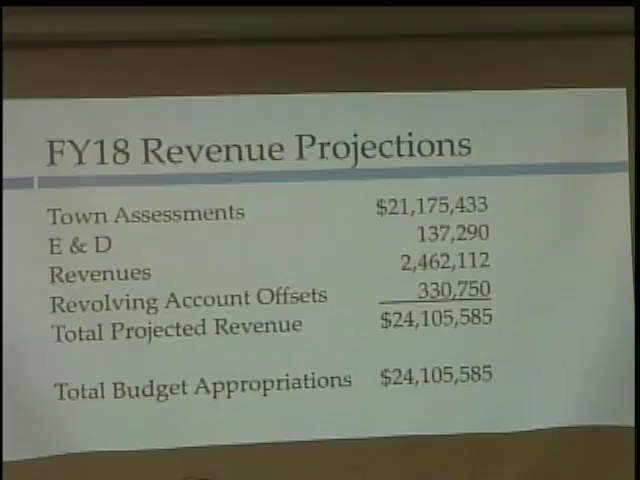 FY18 Revenue Projections
Town Assessments $21,175,433
E & D 137,290
Revenues 2,462,112
Revolving Account Offsets 330,750
Total Projected Revenue $24,105,585
Total Budget Appropriations $24,105,585